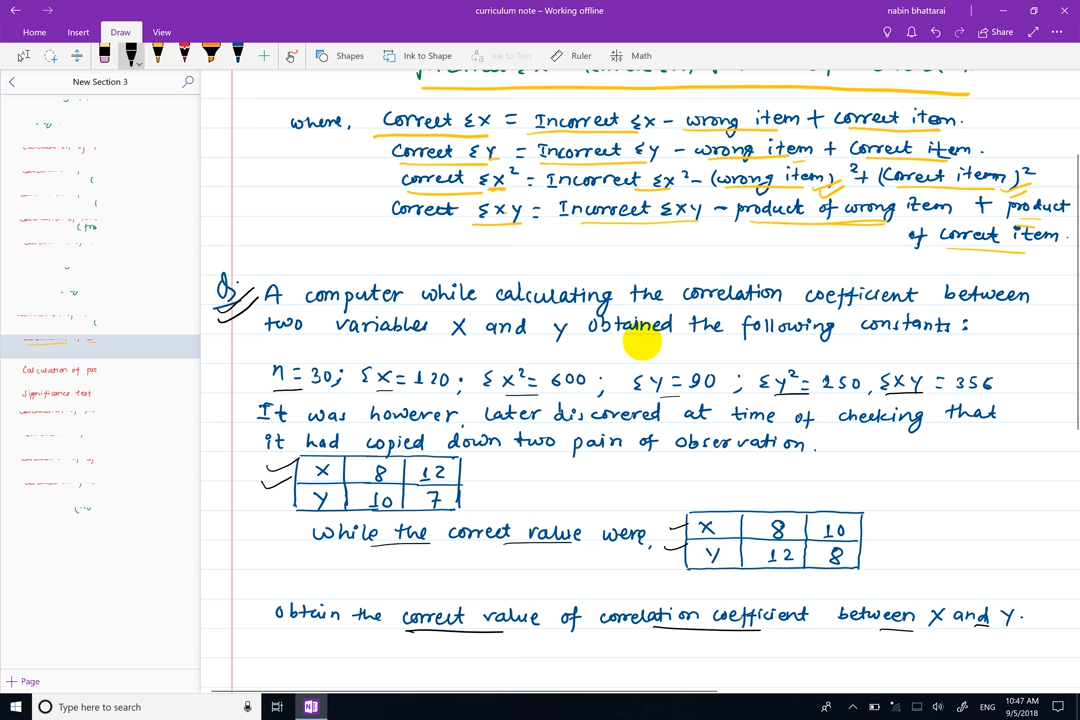 curriculum note – Working offline
nabin bhattarai
Home Insert Draw View
Share
Shapes Ink to Shape Ink to Text Ruler Math
New Section 3
where, Correct ΣX = Incorrect ΣX - wrong item + Correct item.
Correct ΣY = Incorrect ΣY - wrong item + Correct item.
Correct ΣX² = Incorrect ΣX² - (wrong item)² + (Correct item)²
Correct ΣXY = Incorrect ΣXY - product of wrong item + product
of correct item.
Q. A computer while calculating the correlation coefficient between
two variables X and Y obtained the following constants:
n = 30; ΣX = 120; ΣX² = 600; ΣY = 90; ΣY² = 250, ΣXY = 356
It was however, later discovered at time of checking that
it had copied down two pain of observation.
X 8 12
Y 10 7
While the correct value were,
X 8 10
Y 12 8
Obtain the correct value of correlation coefficient between X and Y.
Calculation of pre
Significance test
Page
Type here to search
ENG
10:47 AM
9/5/2018